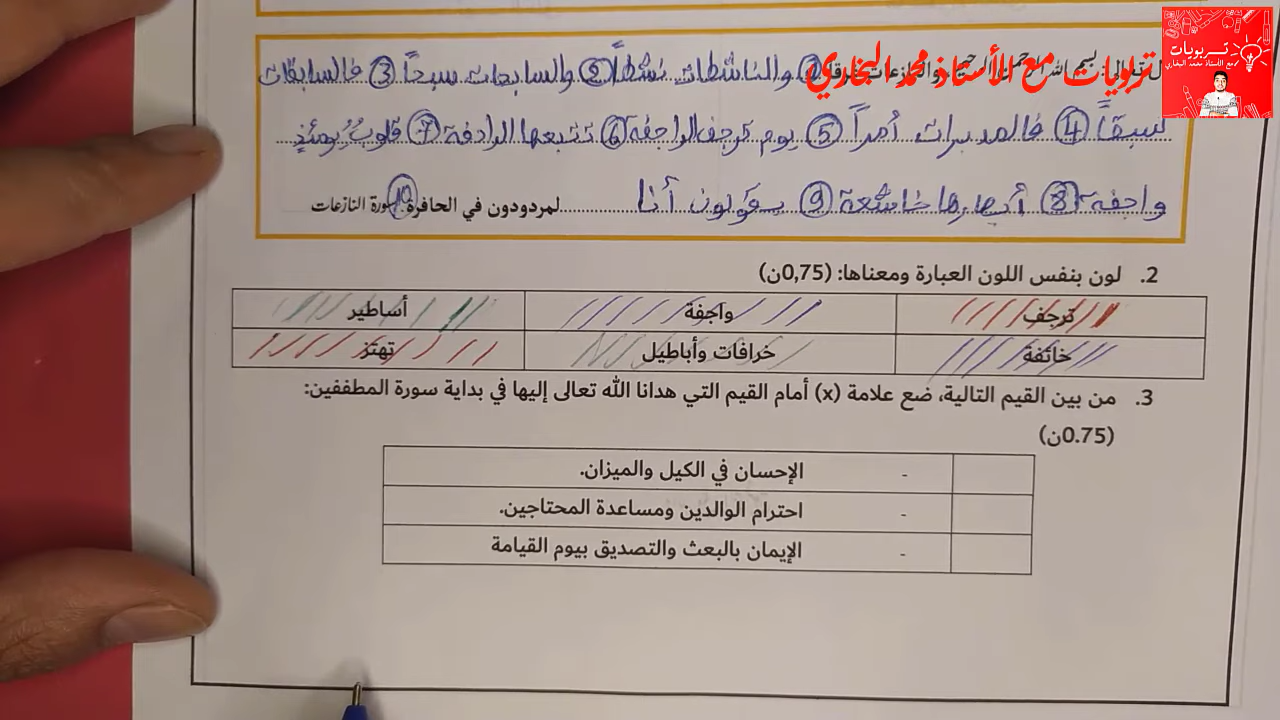 تربويات مع الأستاذ محمد البخاري
تربويات
مع الأستاذ محمد البخاري
والناشطات نشطاً (2) والسابحات سبحاً (3) فالسابقات
سبقاً (4) فالمدبرات أمراً (5) يوم ترجف الراجفة (6) تتبعها الرادفة (7) قلوبٌ يومئذٍ
واجفة (8) أبصارها خاشعة (9) يقولون أئنا ..................لمردودون في الحافرة (10) سورة النازعات
2. لون بنفس اللون العبارة ومعناها: (0,75ن)
ترجف واجفة أساطير
خائفة خرافات وأباطيل تهتز
3. من بين القيم التالية، ضع علامة (x) أمام القيم التي هدانا الله تعالى إليها في بداية سورة المطففين:
(0.75ن)
- الإحسان في الكيل والميزان.
- احترام الوالدين ومساعدة المحتاجين.
- الإيمان بالبعث والتصديق بيوم القيامة